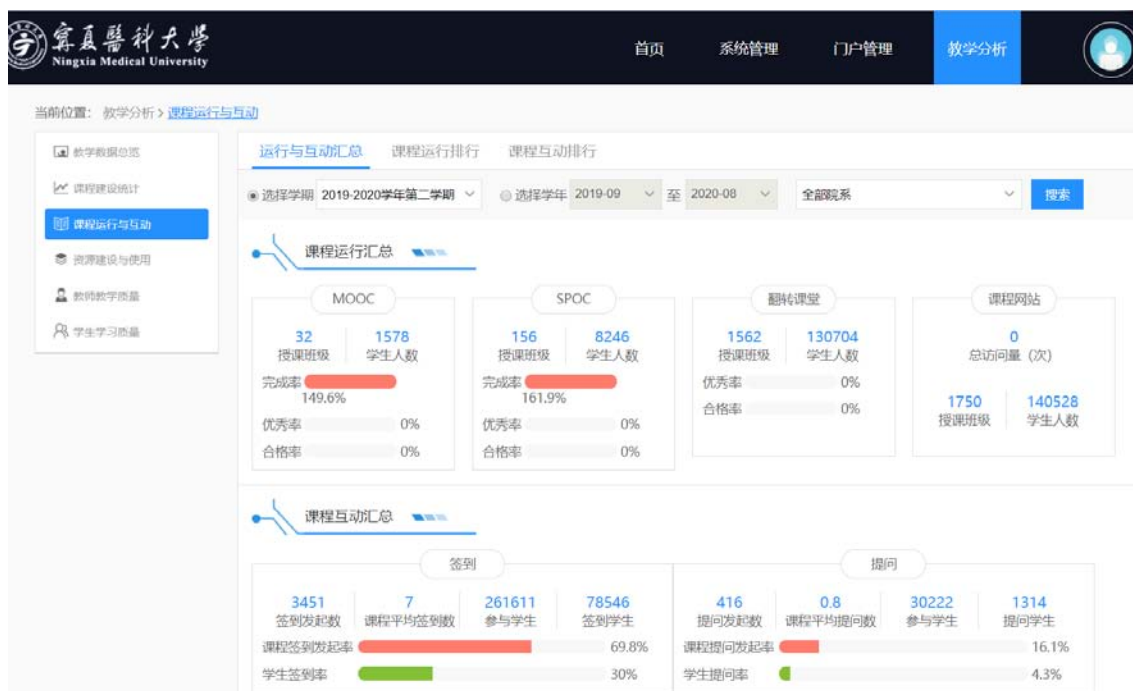 寧夏醫科大學
Ningxia Medical University
首页 系统管理 门户管理 教学分析
当前位置： 教学分析 > 课程运行与互动
教学数据总览
课程建设统计
课程运行与互动
资源建设与使用
教师教学质量
学生学习质量
运行与互动汇总 课程运行排行 课程互动排行
选择学期 2019-2020学年第二学期 选择学年 2019-09 至 2020-08 全部院系 搜索
课程运行汇总
MOOC SPOC 翻转课堂 课程网站
32 1578 156 8246 1562 130704 0
授课班级 学生人数 授课班级 学生人数 授课班级 学生人数 总访问量（次）
完成率 完成率 优秀率 0%
149.6% 161.9%
1750 140528
合格率 0%
授课班级 学生人数
优秀率 0% 优秀率 0%
合格率 0% 合格率 0%
课程互动汇总
签到 提问
3451 7 261611 78546 416 0.8 30222 1314
签到发起数 课程平均签到数 参与学生 签到学生 提问发起数 课程平均提问数 参与学生 提问学生
课程签到发起率 69.8% 课程提问发起率 16.1%
学生签到率 30% 学生提问率 4.3%